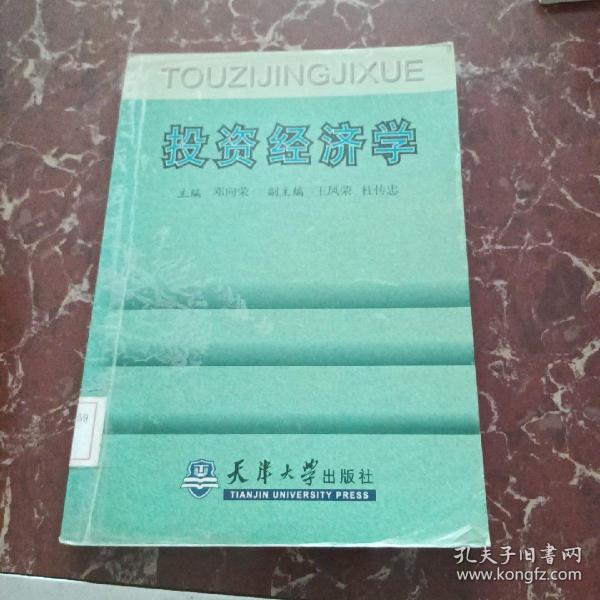 TOUZIJINGJIXUE
投资经济学
主编 邓向荣 副主编 王凤荣 杜传忠
59
天津大学出版社
TIANJIN UNIVERSITY PRESS
孔夫子旧书网
www.kongfz.com